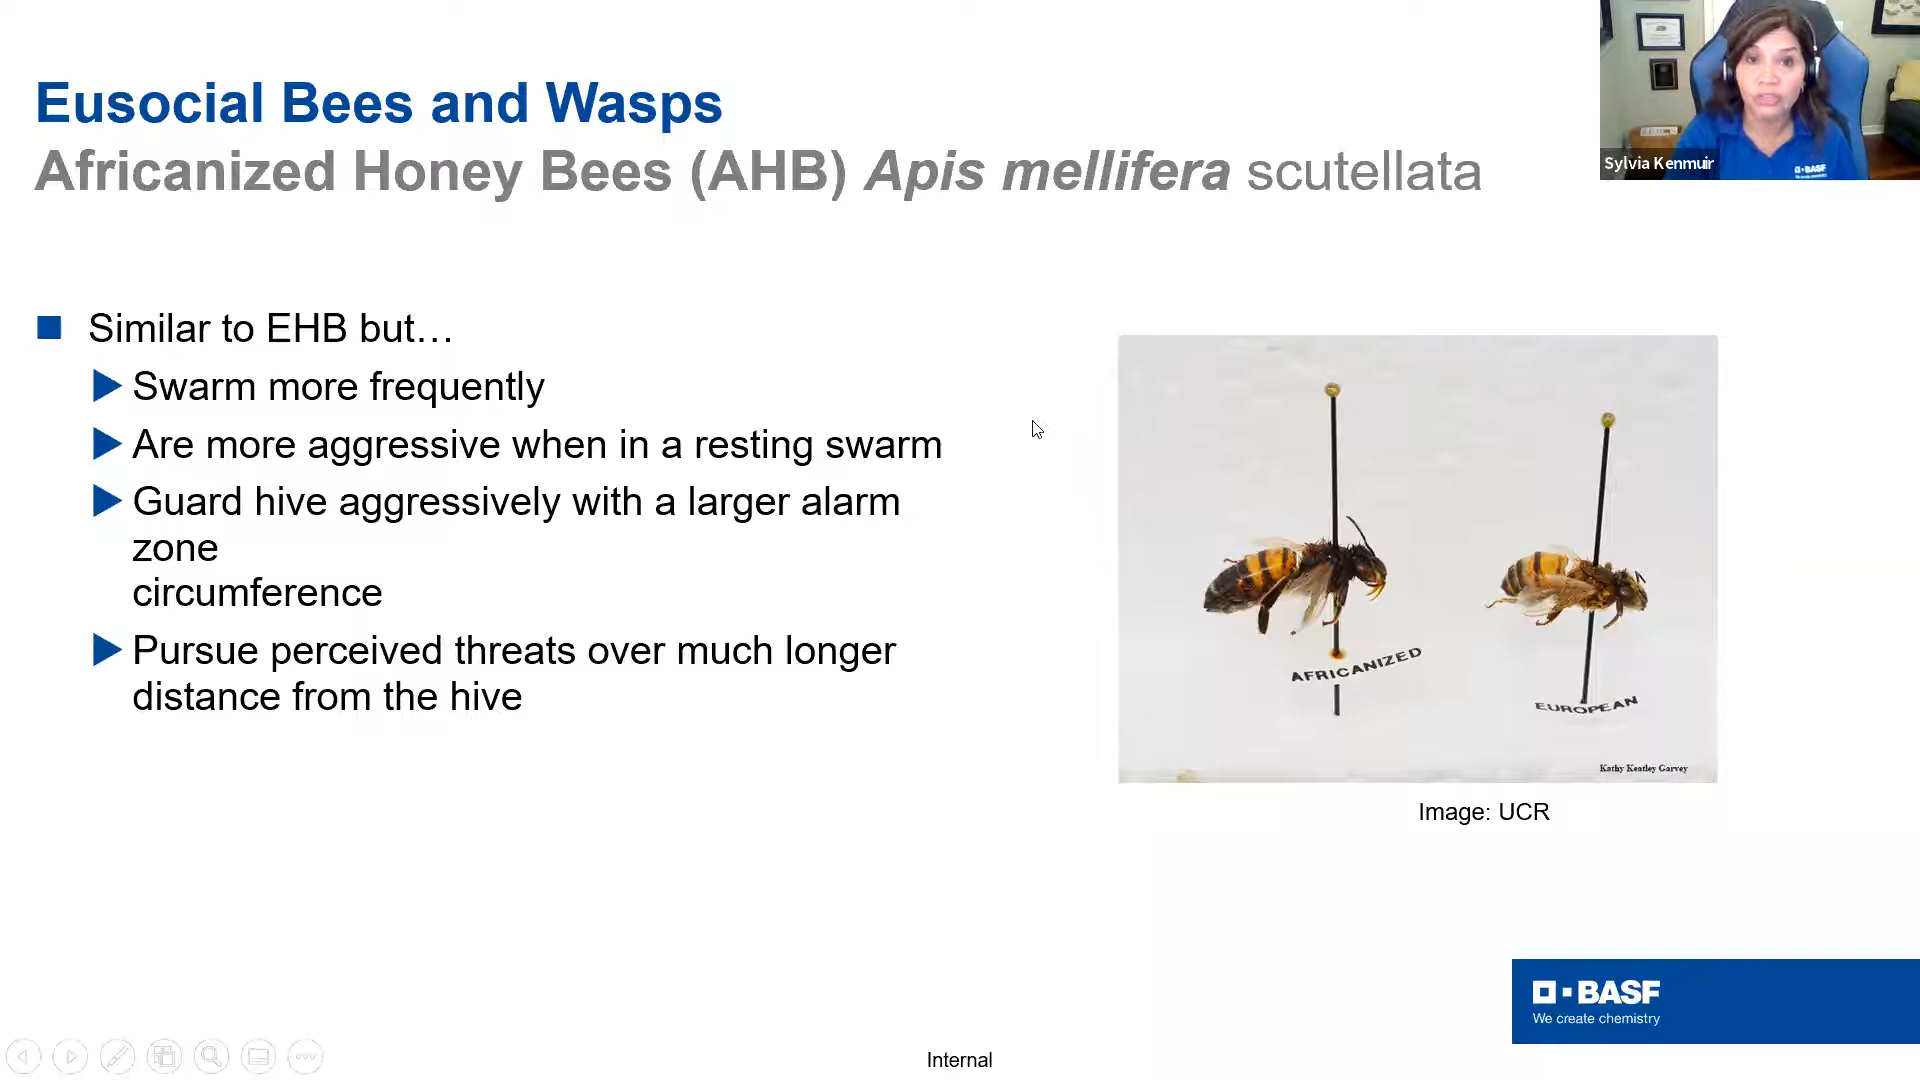 Eusocial Bees and Wasps
Africanized Honey Bees (AHB) Apis mellifera scutellata
Sylvia Kenmuir
BASF
Similar to EHB but…
Swarm more frequently
Are more aggressive when in a resting swarm
Guard hive aggressively with a larger alarm
zone
circumference
Pursue perceived threats over much longer
distance from the hive
AFRICANIZED
EUROPEAN
Kathy Keatley Garvey
Image: UCR
BASF
We create chemistry
Internal